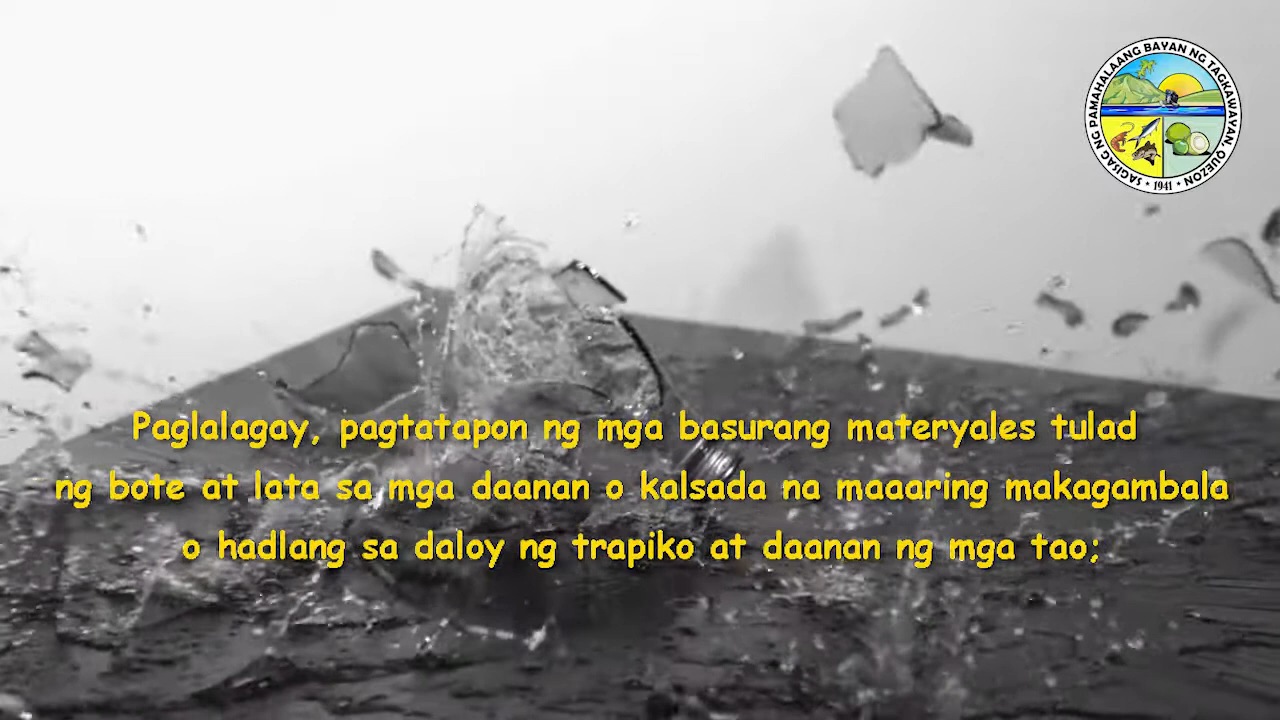 SAGISAG NG PAMAHALAANG BAYAN NG TAGKAWAYAN, QUEZON
• 1941 •
Paglalagay, pagtatapon ng mga basurang materyales tulad
ng bote at lata sa mga daanan o kalsada na maaaring makagambala
o hadlang sa daloy ng trapiko at daanan ng mga tao;